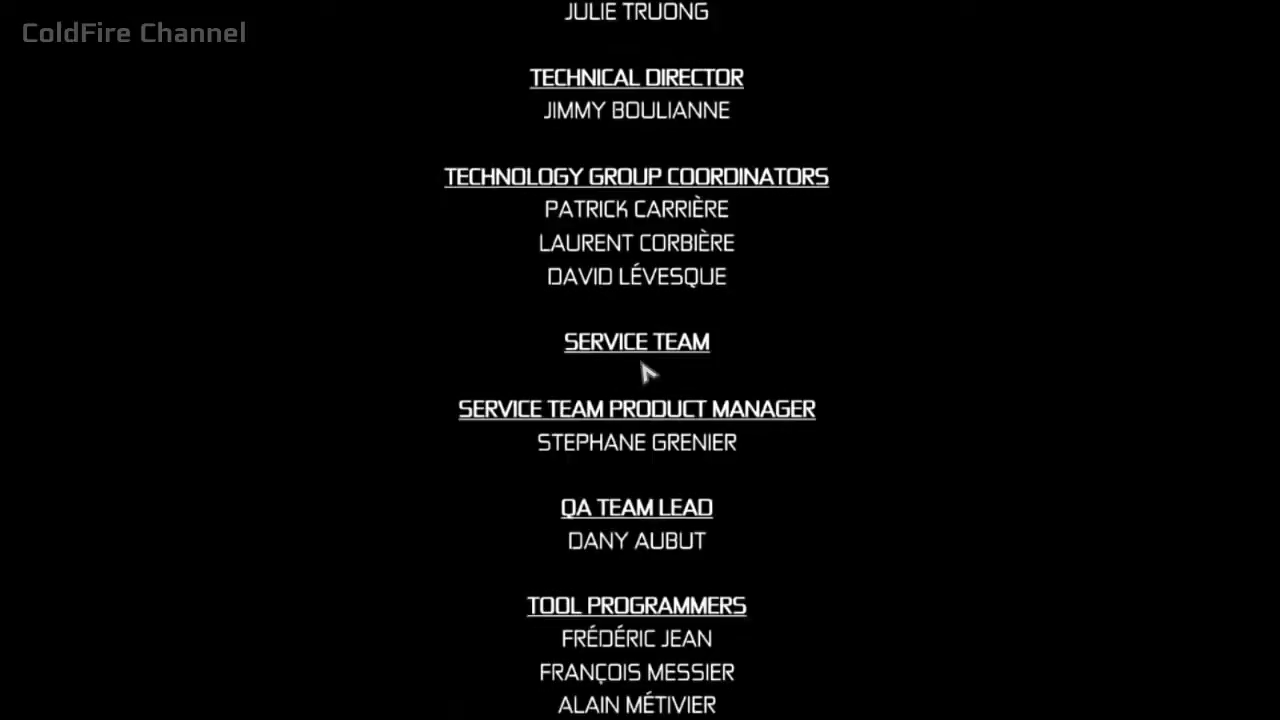 ColdFire Channel
JULIE TRUONG
TECHNICAL DIRECTOR
JIMMY BOULIANNE
TECHNOLOGY GROUP COORDINATORS
PATRICK CARRIÈRE
LAURENT CORBIÈRE
DAVID LÉVESQUE
SERVICE TEAM
SERVICE TEAM PRODUCT MANAGER
STEPHANE GRENIER
QA TEAM LEAD
DANY AUBUT
TOOL PROGRAMMERS
FRÉDÉRIC JEAN
FRANÇOIS MESSIER
ALAIN MÉTIVIER